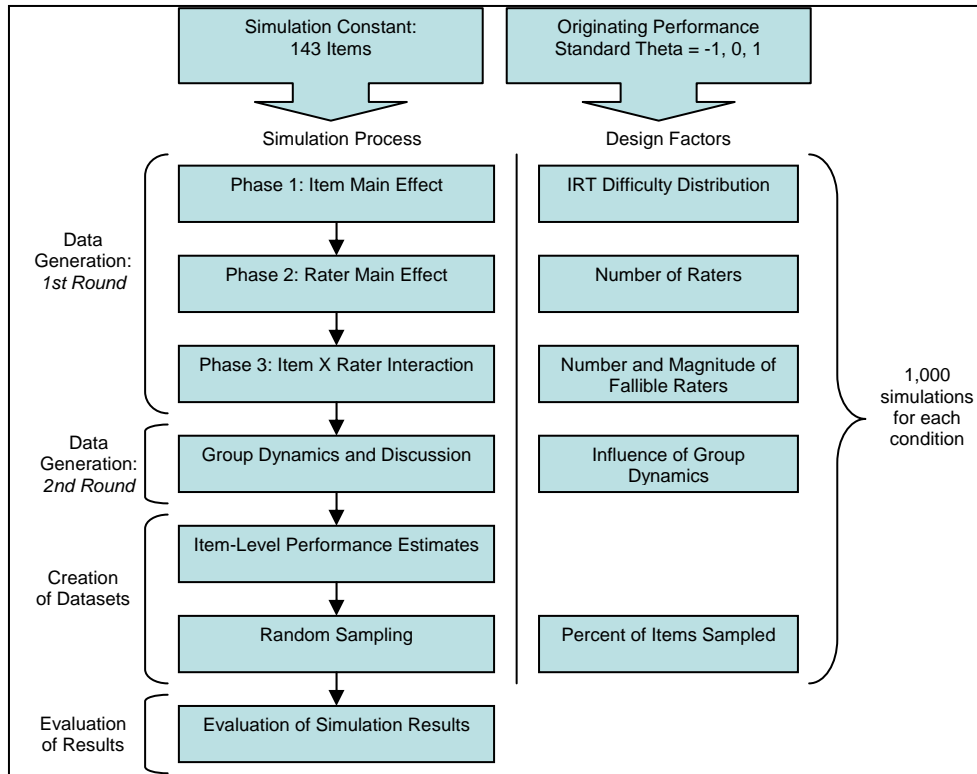 Simulation Constant:
143 Items
Originating Performance
Standard Theta = -1, 0, 1
Simulation Process
Design Factors
Data
Generation:
1st Round
Phase 1: Item Main Effect
IRT Difficulty Distribution
Phase 2: Rater Main Effect
Number of Raters
Phase 3: Item X Rater Interaction
Number and Magnitude of
Fallible Raters
1,000
simulations
for each
condition
Data
Generation:
2nd Round
Group Dynamics and Discussion
Influence of Group
Dynamics
Creation
of Datasets
Item-Level Performance Estimates
Random Sampling
Percent of Items Sampled
Evaluation
of Results
Evaluation of Simulation Results